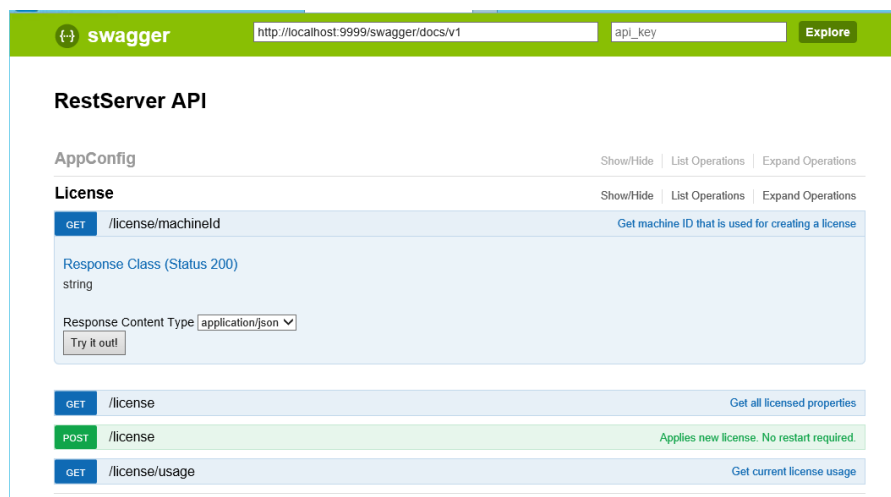 {··} swagger http://localhost:9999/swagger/docs/v1 api_key Explore
RestServer API
AppConfig Show/Hide List Operations Expand Operations
License Show/Hide List Operations Expand Operations
GET /license/machineId Get machine ID that is used for creating a license
Response Class (Status 200)
string
Response Content Type application/json
Try it out!
GET /license Get all licensed properties
POST /license Applies new license. No restart required.
GET /license/usage Get current license usage